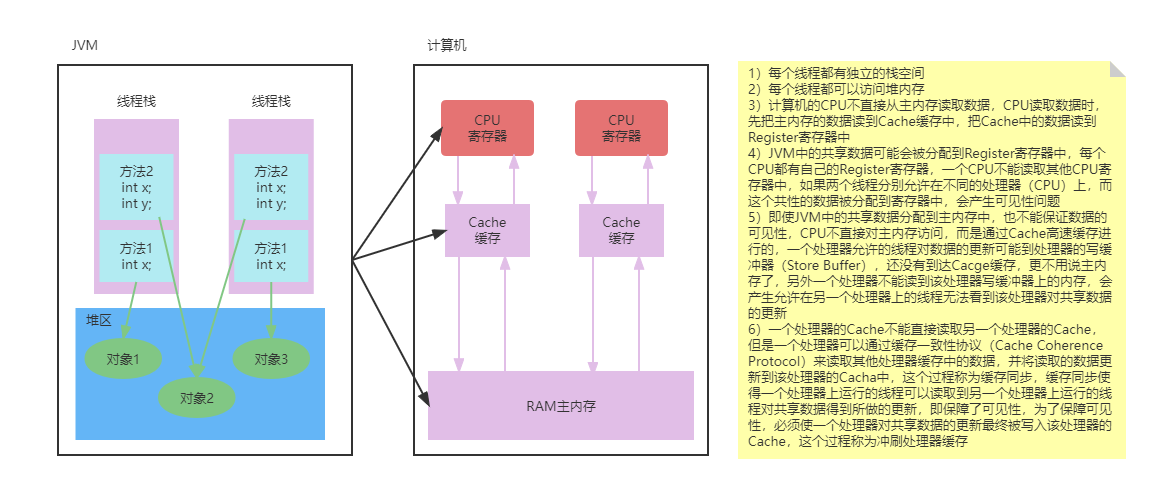 JVM
线程栈
线程栈
方法2
int x;
int y;
方法2
int x;
int y;
方法1
int x;
方法1
int x;
堆区
对象1
对象3
对象2
计算机
CPU
寄存器
CPU
寄存器
Cache
缓存
Cache
缓存
RAM主内存
1）每个线程都有独立的栈空间
2）每个线程都可以访问堆内存
3）计算机的CPU不直接从主内存读取数据，CPU读取数据时，
先把主内存的数据读到Cache缓存中，把Cache中的数据读到
Register寄存器中
4）JVM中的共享数据可能会被分配到Register寄存器中，每个
CPU都有自己的Register寄存器，一个CPU不能读取其他CPU寄
存器中，如果两个线程分别允许在不同的处理器（CPU）上，而
这个共性的数据被分配到寄存器中，会产生可见性问题
5）即使JVM中的共享数据分配到主内存中，也不能保证数据的
可见性，CPU不直接对主内存访问，而是通过Cache高速缓存进
行的，一个处理器允许的线程对数据的更新可能到处理器的写缓
冲器（Store Buffer），还没有到达Cacge缓存，更不用说主内
存了，另外一个处理器不能读到该处理器写缓冲器上的内存，会
产生允许在另一个处理器上的线程无法看到该处理器对共享数据
的更新
6）一个处理器的Cache不能直接读取另一个处理器的Cache，
但是一个处理器可以通过缓存一致性协议（Cache Coherence
Protocol）来读取其他处理器缓存中的数据，并将读取的数据更
新到该处理器的Cacha中，这个过程称为缓存同步，缓存同步使
得一个处理器上运行的线程可以读取到另一个处理器上运行的线
程对共享数据得到所做的更新，即保障了可见性，为了保障可见
性，必须使一个处理器对共享数据的更新最终被写入该处理器的
Cache，这个过程称为冲刷处理器缓存